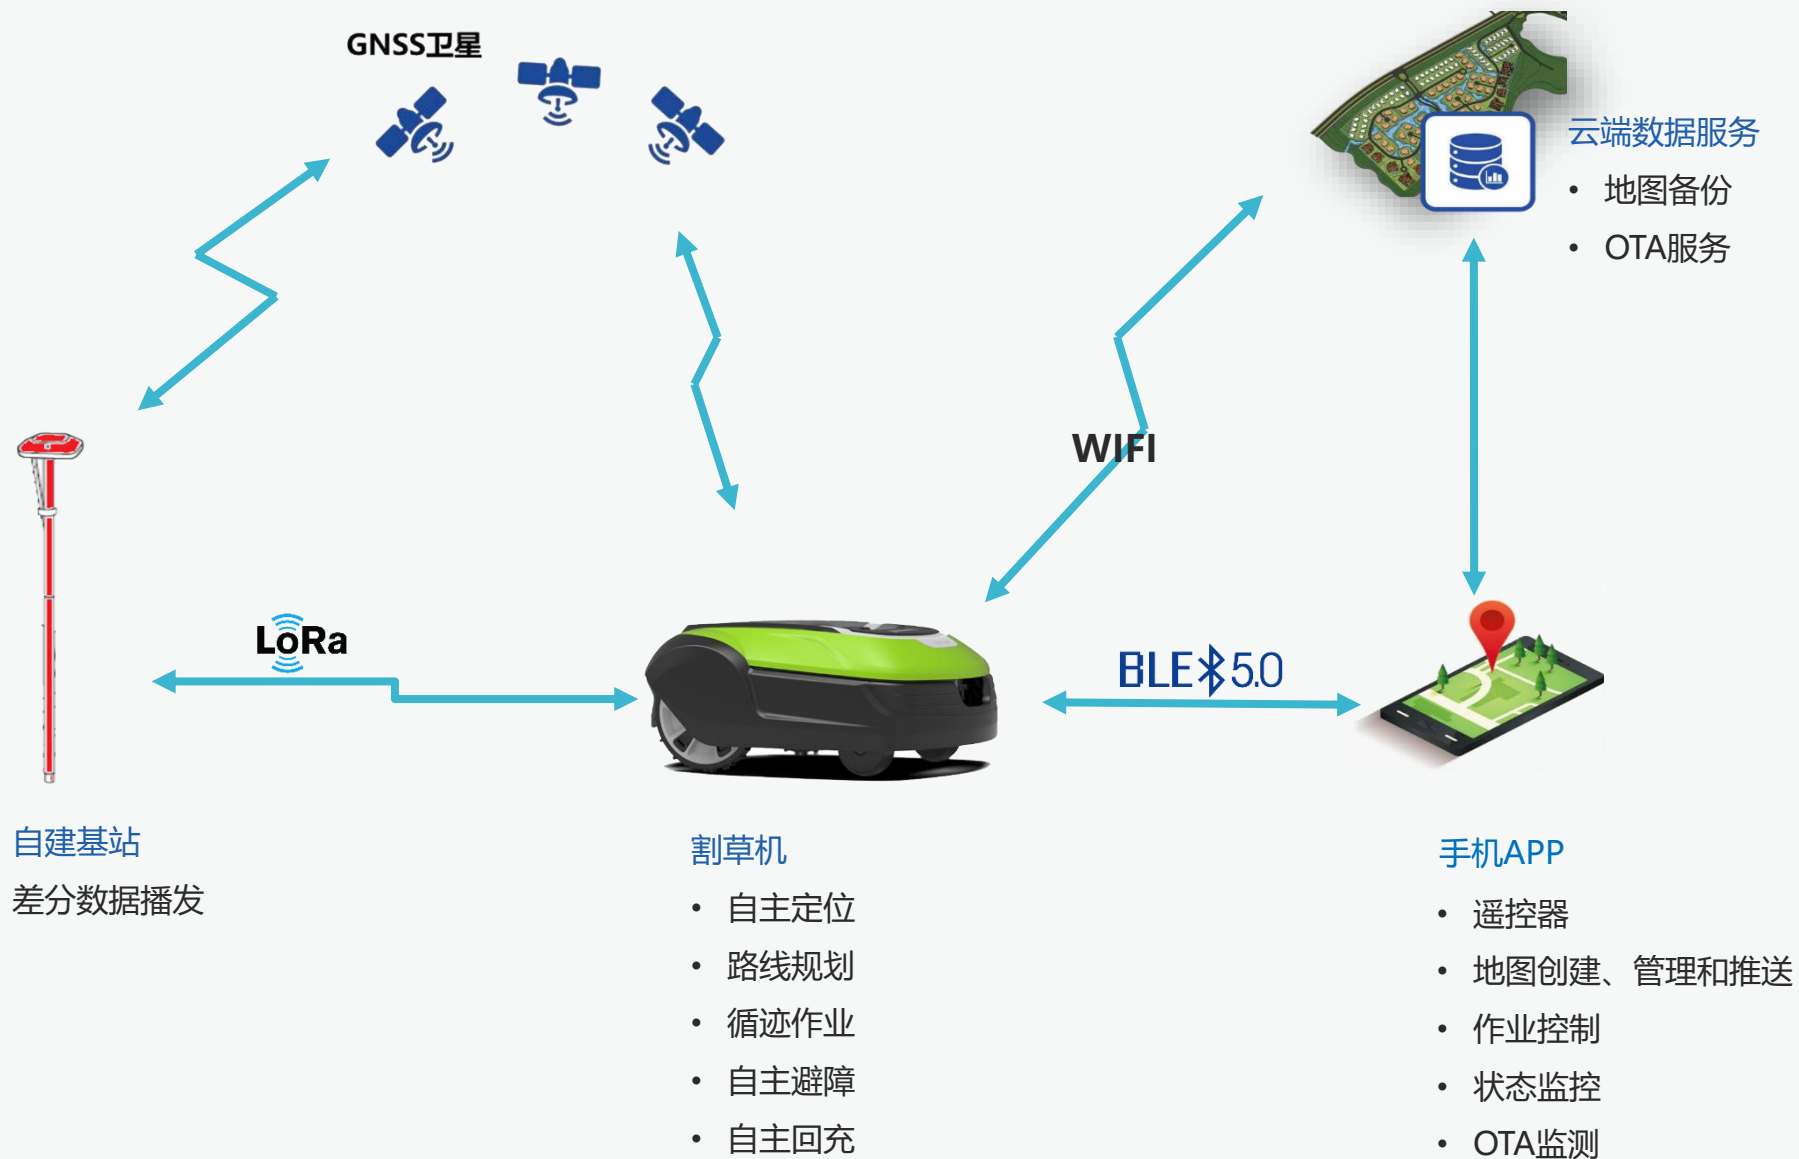 GNSS卫星
云端数据服务
• 地图备份
• OTA服务
WIFI
LoRa
BLE 5.0
自建基站
差分数据播发
割草机
• 自主定位
• 路线规划
• 循迹作业
• 自主避障
• 自主回充
手机APP
• 遥控器
• 地图创建、管理和推送
• 作业控制
• 状态监控
• OTA监测